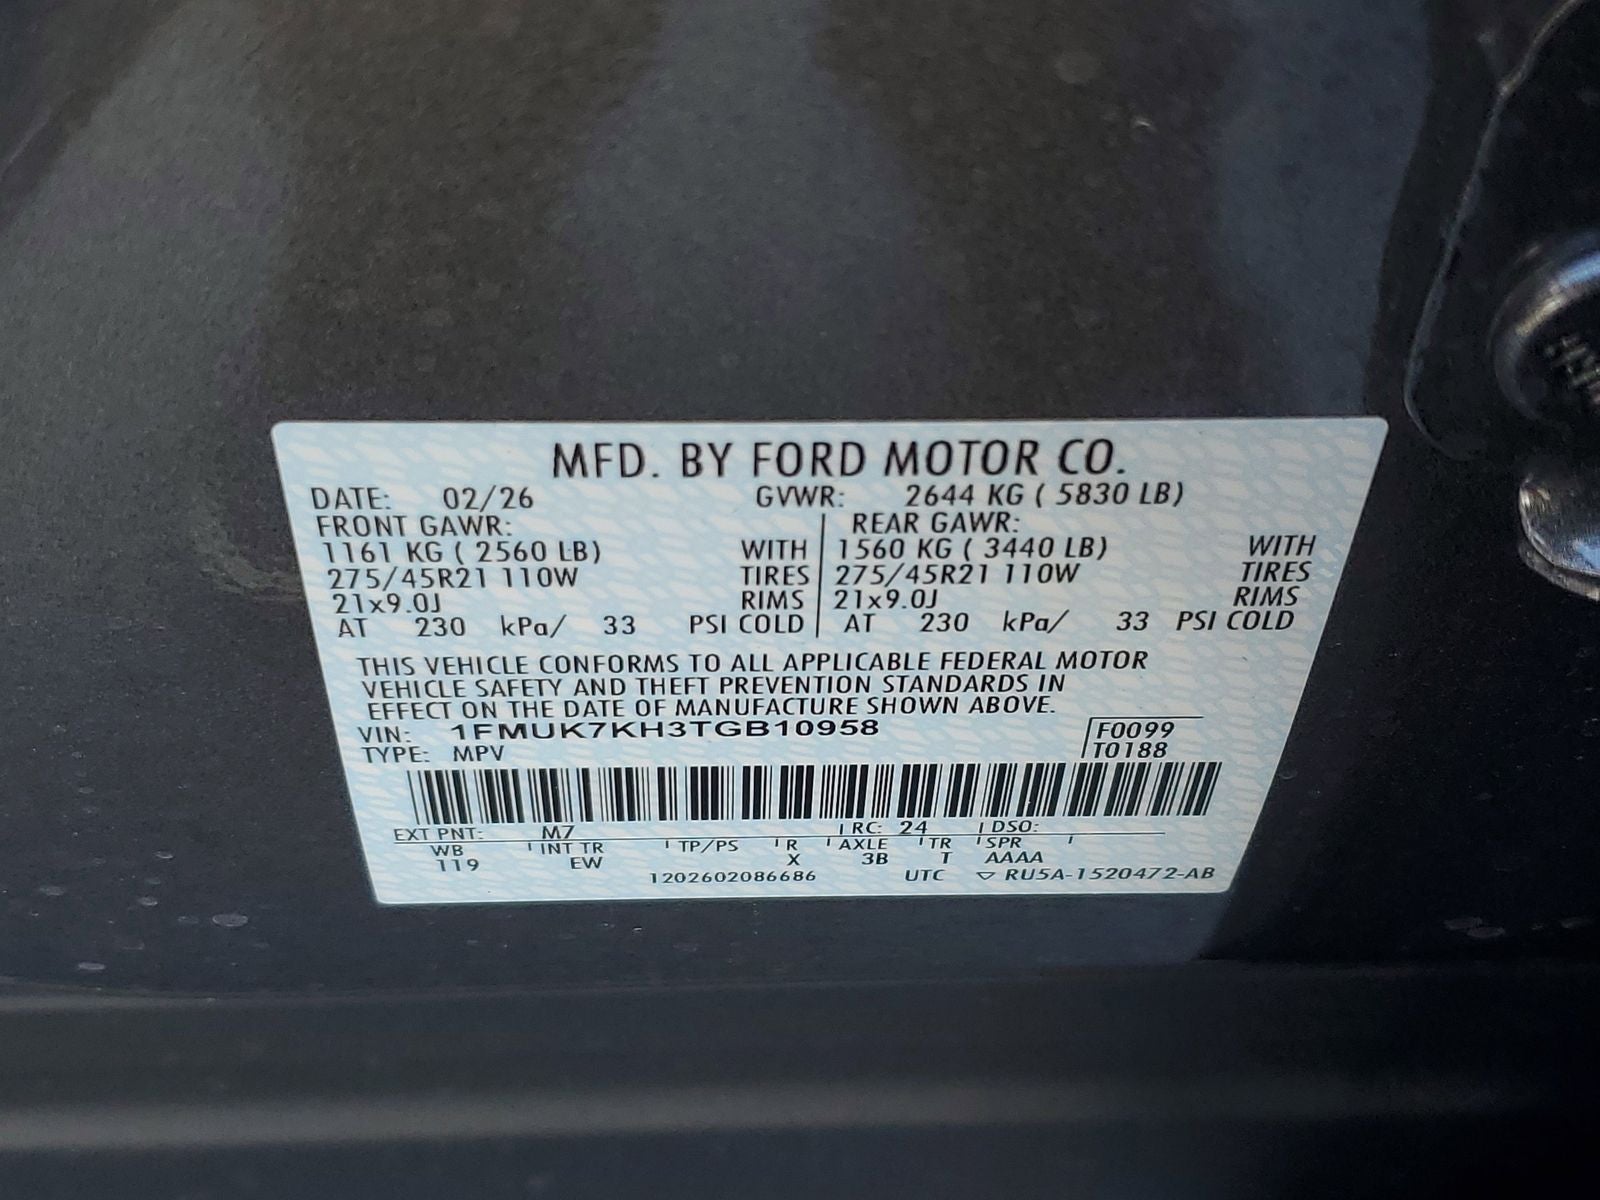 MFD. BY FORD MOTOR CO.
DATE: 02/26 GVWR: 2644 KG ( 5830 LB)
FRONT GAWR: REAR GAWR:
1161 KG ( 2560 LB) WITH 1560 KG ( 3440 LB) WITH
275/45R21 110W TIRES 275/45R21 110W TIRES
21x9.0J RIMS 21x9.0J RIMS
AT 230 kPa/ 33 PSI COLD AT 230 kPa/ 33 PSI COLD
THIS VEHICLE CONFORMS TO ALL APPLICABLE FEDERAL MOTOR
VEHICLE SAFETY AND THEFT PREVENTION STANDARDS IN
EFFECT ON THE DATE OF MANUFACTURE SHOWN ABOVE.
VIN: 1FMUK7KH3TGB10958 F0099
TYPE: MPV T0188
EXT PNT: M7 RC: 24 DSO:
WB INT TR TP/PS R AXLE TR SPR
119 EW X 3B T AAAA
1202602086686 UTC ▽ RU5A-1520472-AB